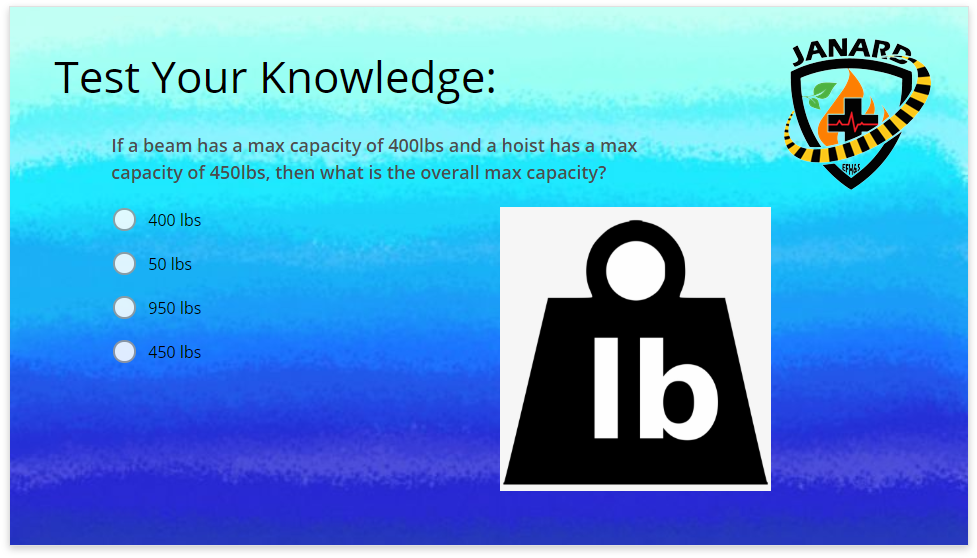 JANARD
Test Your Knowledge:
If a beam has a max capacity of 400lbs and a hoist has a max
capacity of 450lbs, then what is the overall max capacity?
400 lbs
50 lbs
950 lbs
450 lbs
lb